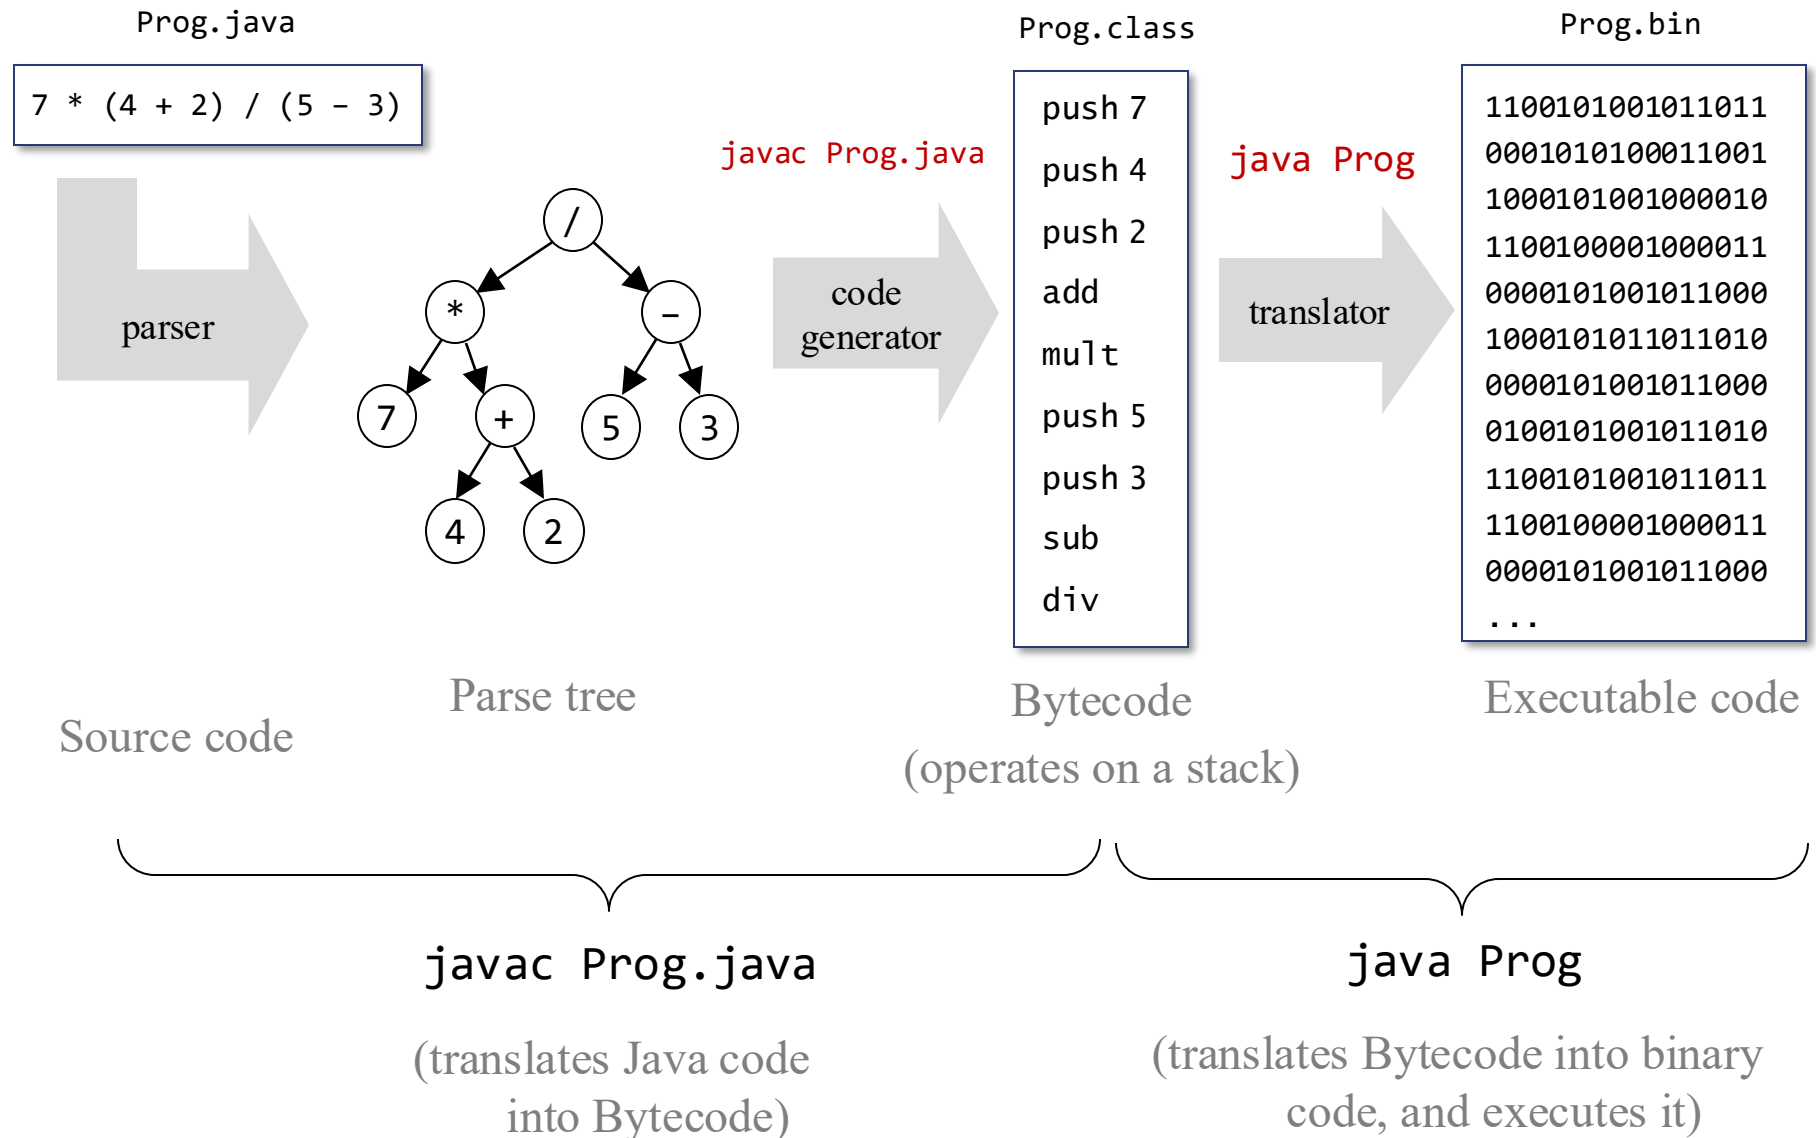 Prog.java
7 * (4 + 2) / (5 – 3)
parser
Source code
/
*
–
7
+
5
3
4
2
Parse tree
javac Prog.java
code
generator
Prog.class
push 7
push 4
push 2
add
mult
push 5
push 3
sub
div
Bytecode
(operates on a stack)
java Prog
translator
Prog.bin
1100101001011011
0001010100011001
1000101001000010
1100100001000011
0000101001011000
1000101011011010
0000101001011000
0100101001011010
1100101001011011
1100100001000011
0000101001011000
...
Executable code
javac Prog.java
(translates Java code
into Bytecode)
java Prog
(translates Bytecode into binary
code, and executes it)